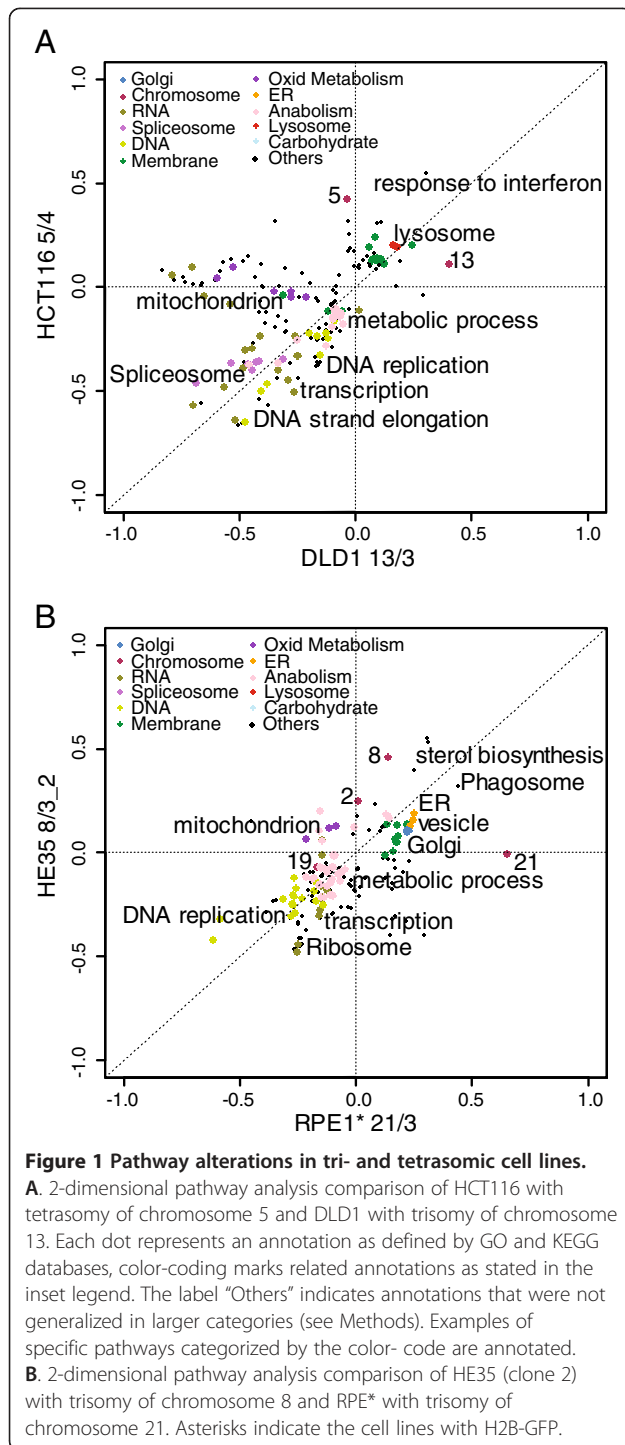 A
Golgi
Chromosome
RNA
Spliceosome
DNA
Membrane
Oxid Metabolism
ER
Anabolism
Lysosome
Carbohydrate
Others
response to interferon
5
lysosome
13
mitochondrion
metabolic process
DNA replication
Spliceosome
transcription
DNA strand elongation
HCT116 5/4
1.0
0.5
0.0
-0.5
-1.0
-1.0 -0.5 0.0 0.5 1.0
DLD1 13/3
B
Golgi
Chromosome
RNA
Spliceosome
DNA
Membrane
Oxid Metabolism
ER
Anabolism
Lysosome
Carbohydrate
Others
8
sterol biosynthesis
Phagosome
2
ER
mitochondrion
vesicle
Golgi
19
21
metabolic process
DNA replication
transcription
Ribosome
HE35 8/3_2
1.0
0.5
0.0
-0.5
-1.0
-1.0 -0.5 0.0 0.5 1.0
RPE1* 21/3
Figure 1 Pathway alterations in tri- and tetrasomic cell lines.
A. 2-dimensional pathway analysis comparison of HCT116 with
tetrasomy of chromosome 5 and DLD1 with trisomy of chromosome
13. Each dot represents an annotation as defined by GO and KEGG
databases, color-coding marks related annotations as stated in the
inset legend. The label “Others” indicates annotations that were not
generalized in larger categories (see Methods). Examples of
specific pathways categorized by the color- code are annotated.
B. 2-dimensional pathway analysis comparison of HE35 (clone 2)
with trisomy of chromosome 8 and RPE* with trisomy of
chromosome 21. Asterisks indicate the cell lines with H2B-GFP.